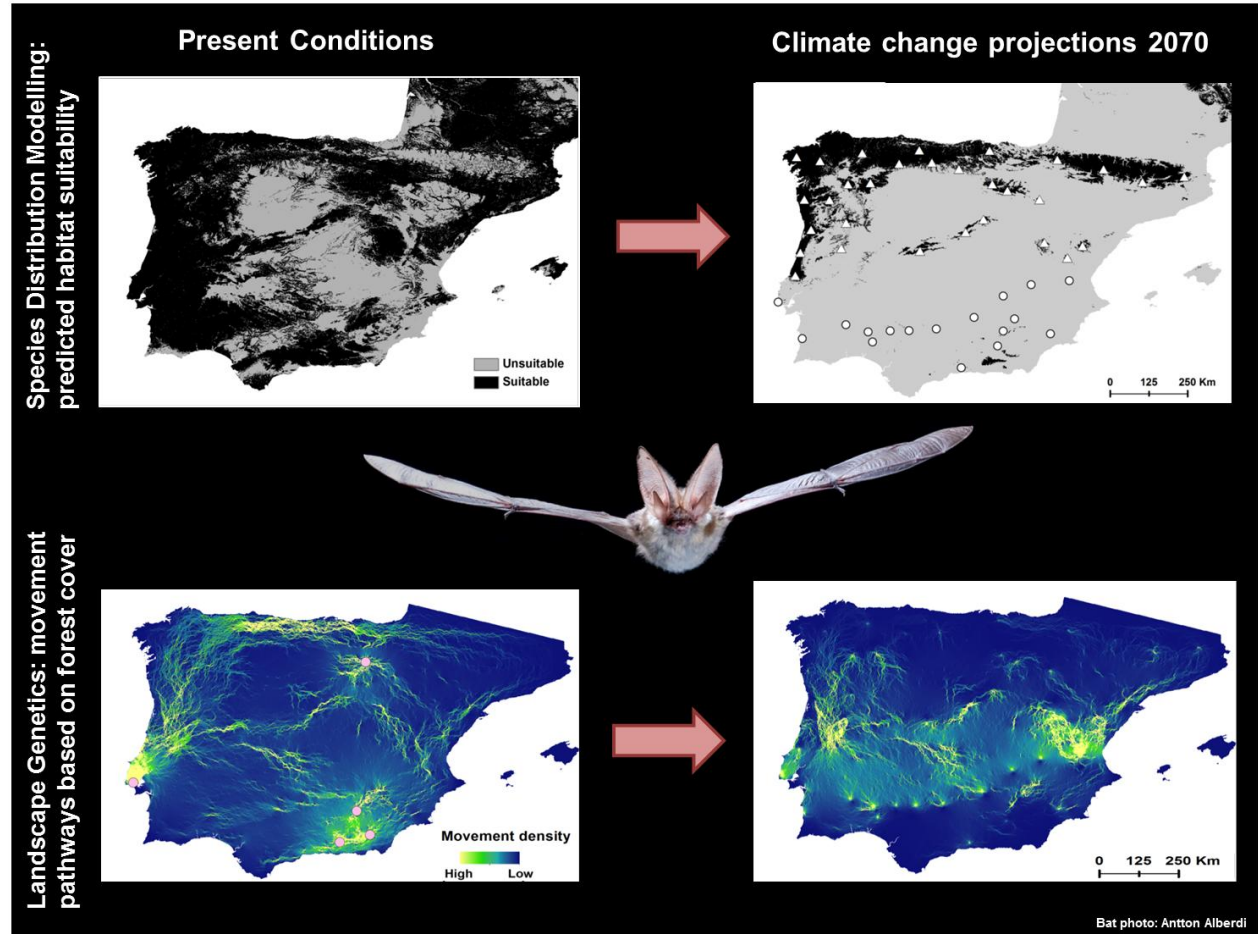 Present Conditions
Climate change projections 2070
Species Distribution Modelling:
predicted habitat suitability
Unsuitable
Suitable
0 125 250 Km
Landscape Genetics: movement
pathways based on forest cover
Movement density
High Low
0 125 250 Km
Bat photo: Antton Alberdi